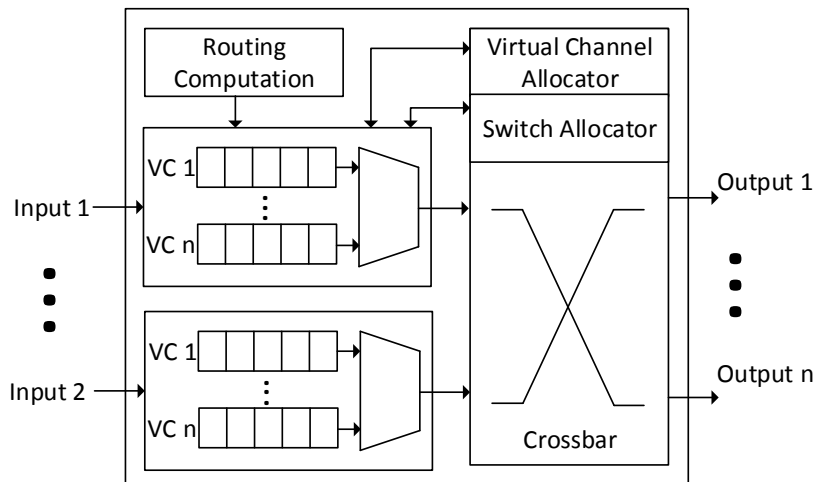 Routing
Computation
Virtual Channel
Allocator
Switch Allocator
VC 1
VC n
Input 1
Output 1
VC 1
VC n
Input 2
Output n
Crossbar